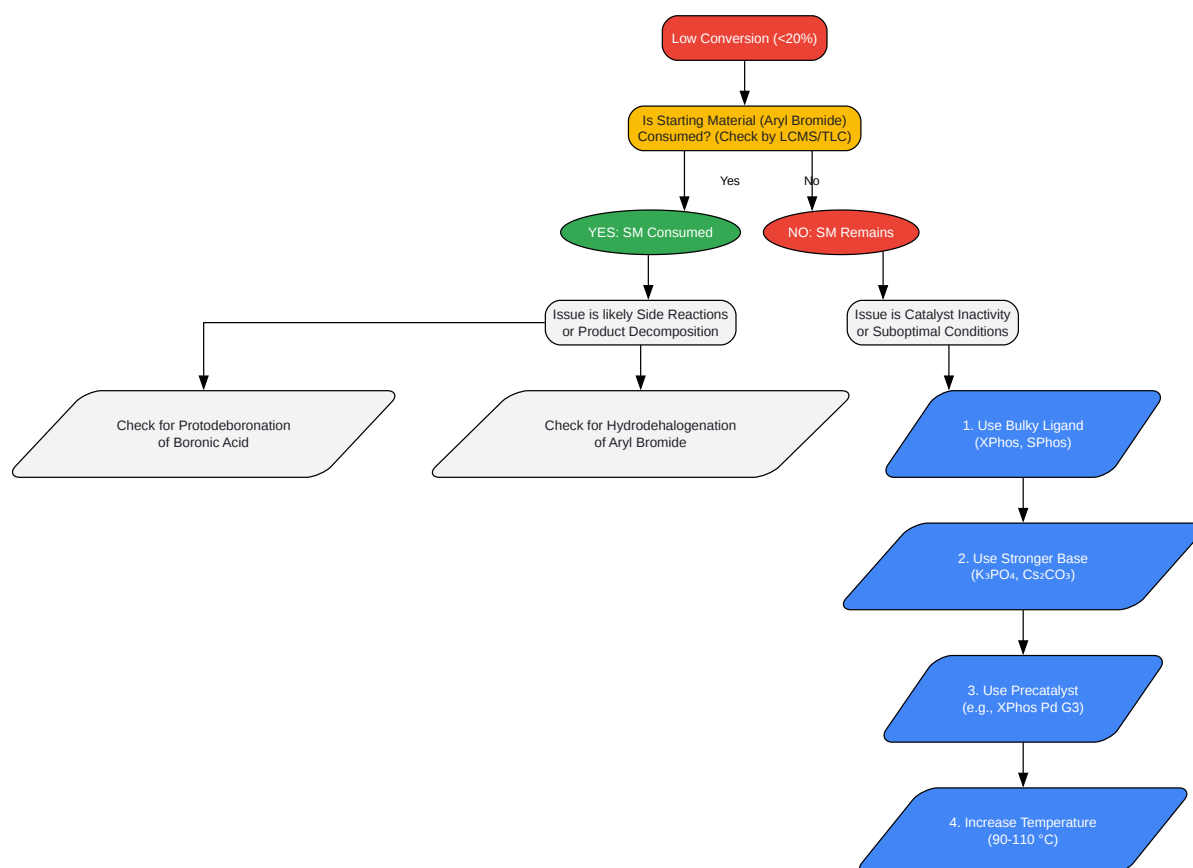 Low Conversion (<20%)
Is Starting Material (Aryl Bromide)
Consumed? (Check by LCMS/TLC)
Yes
No
YES: SM Consumed
NO: SM Remains
Issue is likely Side Reactions
or Product Decomposition
Issue is Catalyst Inactivity
or Suboptimal Conditions
Check for Protodeboronation
of Boronic Acid
Check for Hydrodehalogenation
of Aryl Bromide
1. Use Bulky Ligand
(XPhos, SPhos)
2. Use Stronger Base
(K₃PO₄, Cs₂CO₃)
3. Use Precatalyst
(e.g., XPhos Pd G3)
4. Increase Temperature
(90-110 °C)